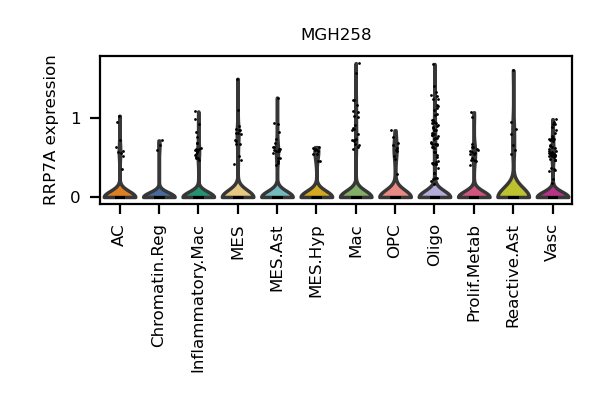 MGH258
RRP7A expression
1
0
AC
Chromatin.Reg
Inflammatory.Mac
MES
MES.Ast
MES.Hyp
Mac
OPC
Oligo
Prolif.Metab
Reactive.Ast
Vasc